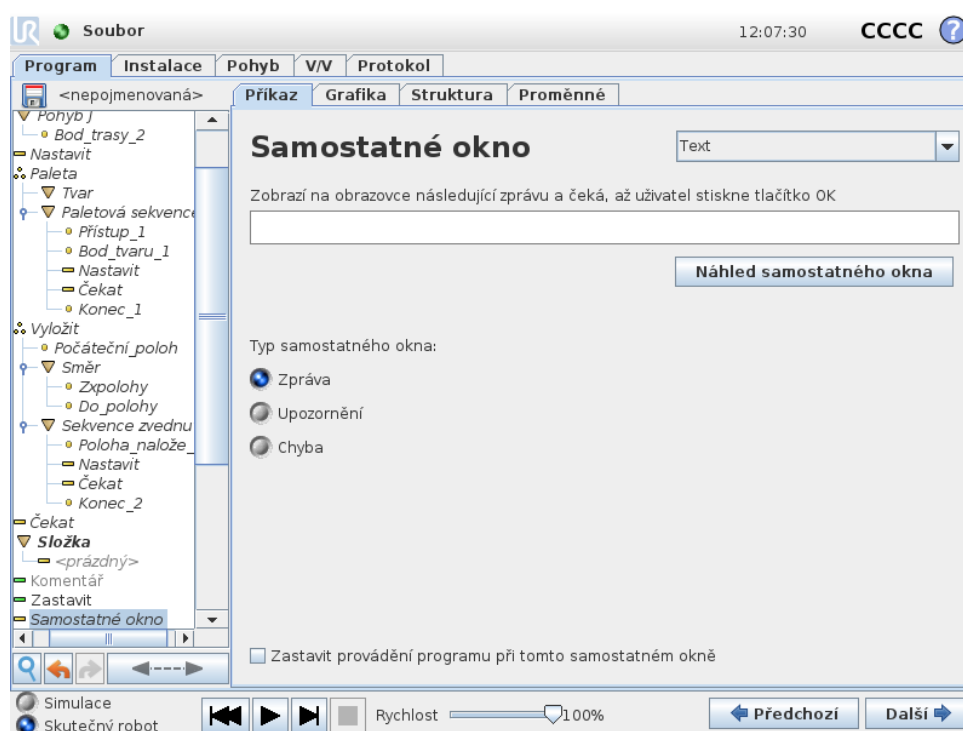 UR Soubor 12:07:30 CCCC ?
Program Instalace Pohyb V/V Protokol
<nepojmenovaná> Příkaz Grafika Struktura Proměnné
Pohyb J
Bod_trasy_2
Nastavit
Paleta
Tvar
Paletová sekvence
Přístup_1
Bod_tvaru_1
Nastavit
Čekat
Konec_1
Vyložit
Počáteční_poloh
Směr
Zxpolohy
Do_polohy
Sekvence zvednu
Poloha_nalože_
Nastavit
Čekat
Konec_2
Čekat
Složka
<prázdný>
Komentář
Zastavit
Samostatné okno
Samostatné okno
Text
Zobrazí na obrazovce následující zprávu a čeká, až uživatel stiskne tlačítko OK
Náhled samostatného okna
Typ samostatného okna:
Zpráva
Upozornění
Chyba
Zastavit provádění programu při tomto samostatném okně
Simulace
Skutečný robot
Rychlost 100%
Předchozí Další